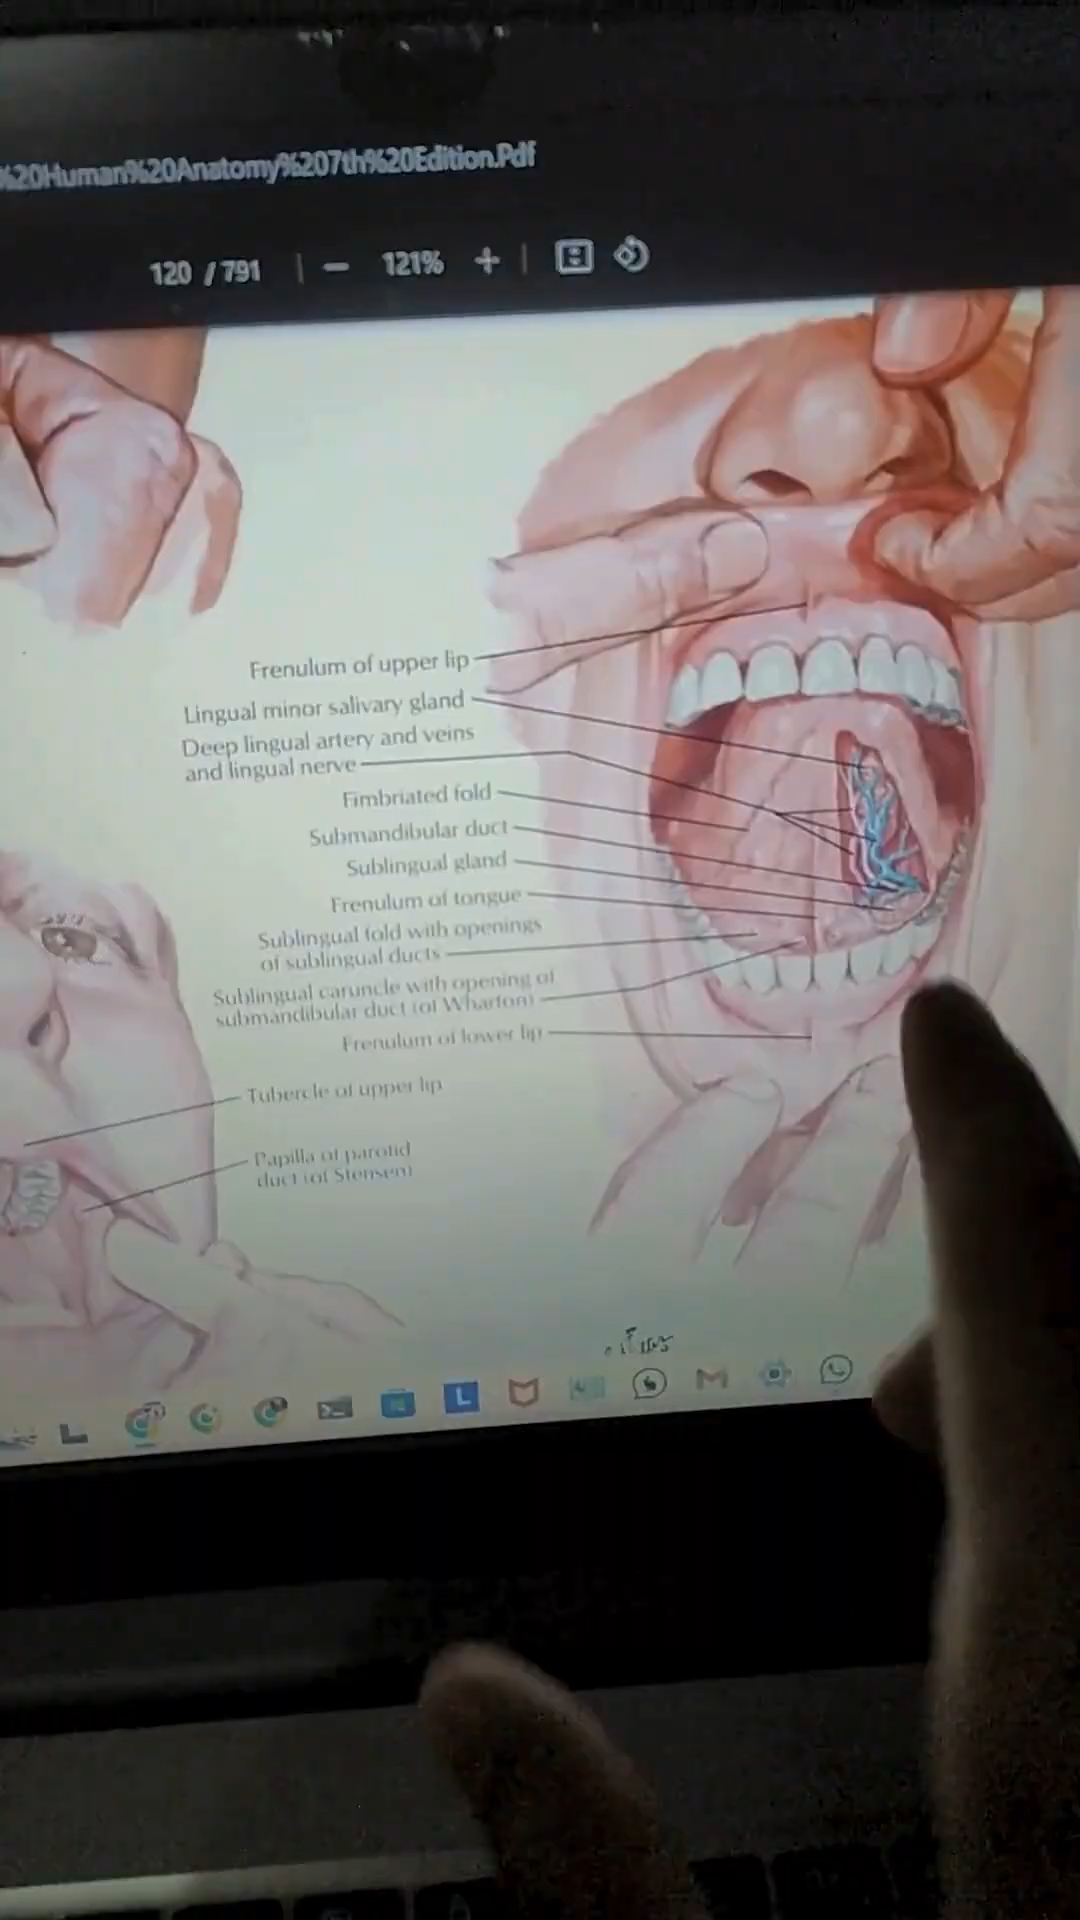 %20Human%20Anatomy%207th%20Edition.Pdf
120 / 791 | − 121% + |
Frenulum of upper lip
Lingual minor salivary gland
Deep lingual artery and veins
and lingual nerve
Fimbriated fold
Submandibular duct
Sublingual gland
Frenulum of tongue
Sublingual fold with openings
of sublingual ducts
Sublingual caruncle with opening of
submandibular duct (of Wharton)
Frenulum of lower lip
Tubercle of upper lip
Papilla of parotid
duct (of Stensen)